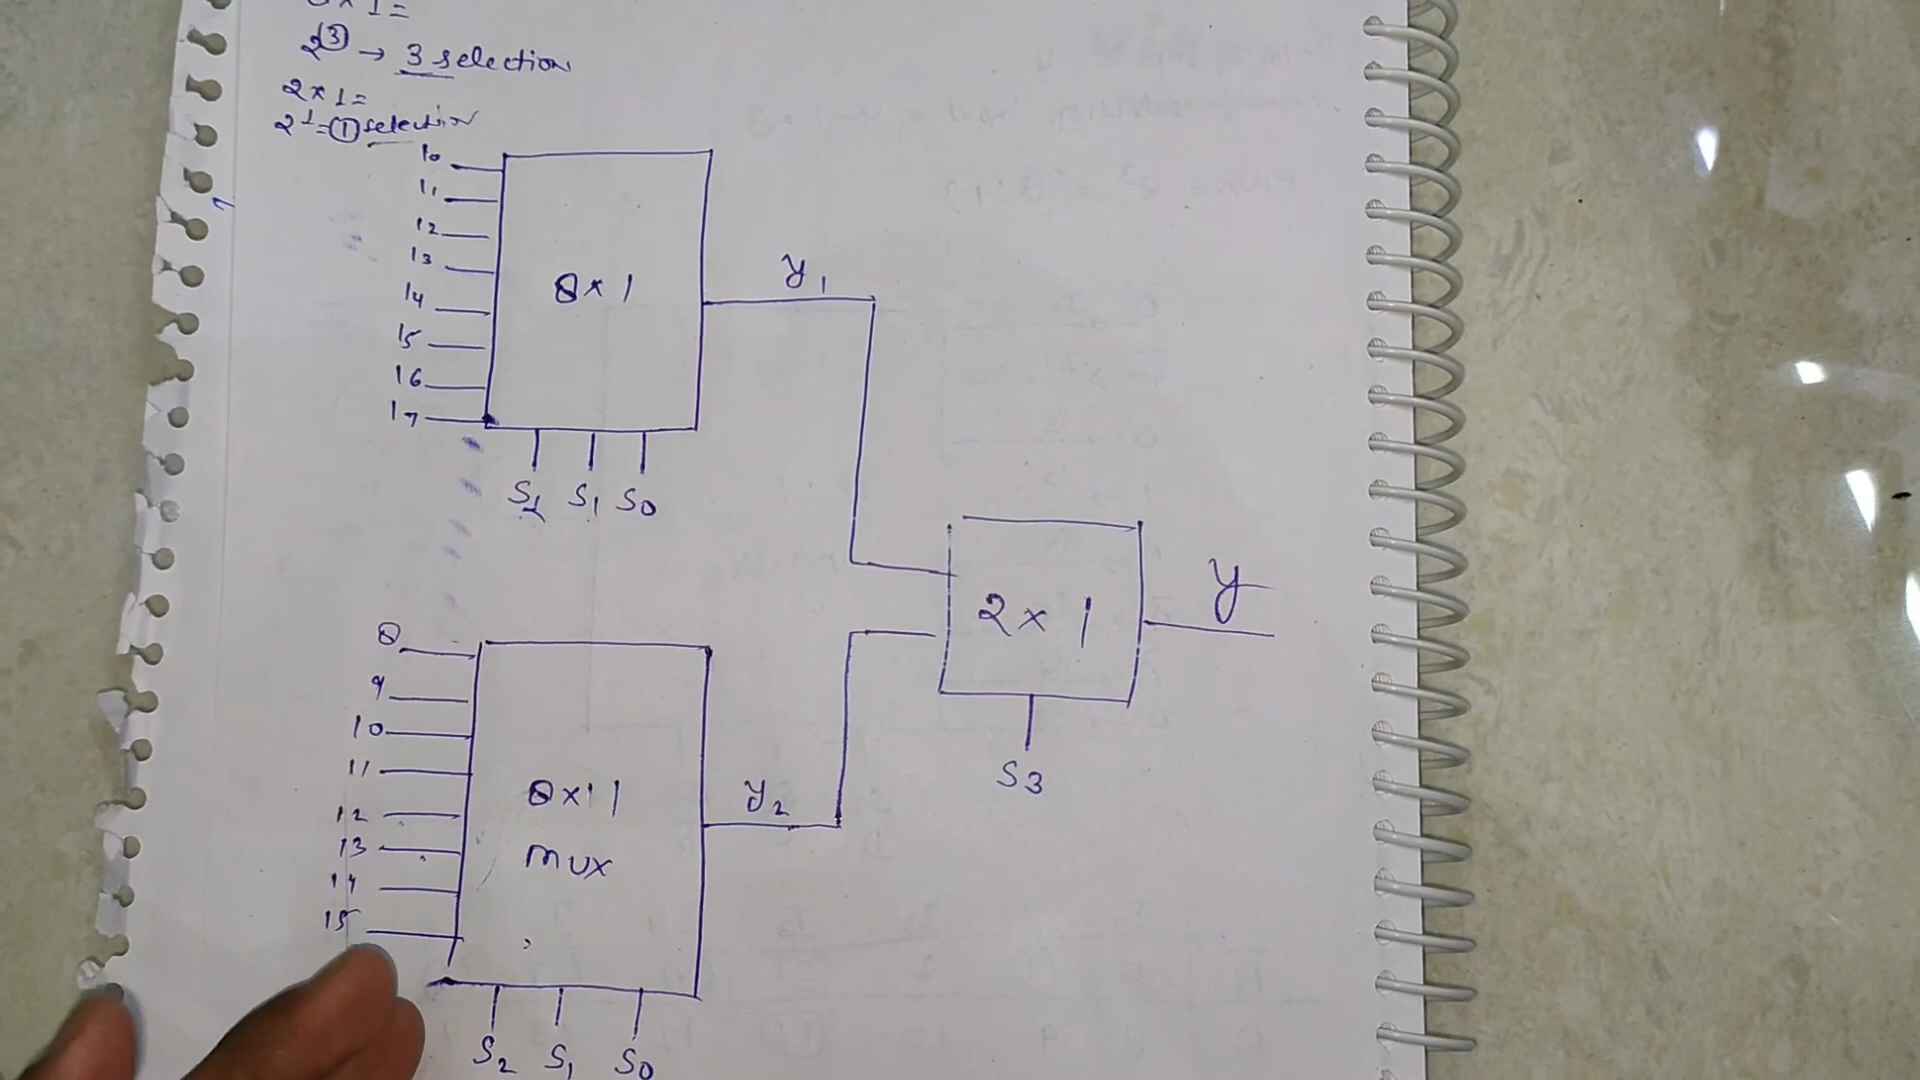 8 × 1 =
2³ → 3 selection
2 × 1 =
2¹ = 1 selection
I0
I1
I2
I3
I4
I5
I6
I7
8 × 1
S2 S1 S0
y1
8
9
10
11
12
13
14
15
8 × 1
MUX
S2 S1 S0
y2
2 × 1
S3
y